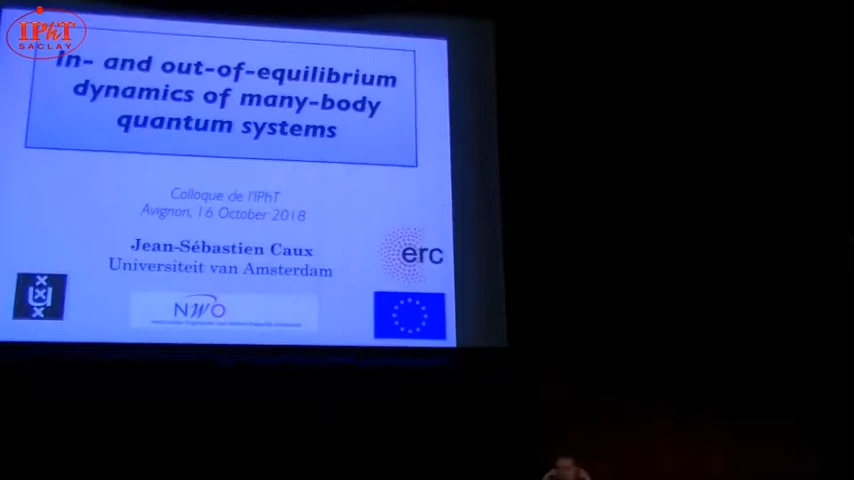 IPhT
SACLAY
In- and out-of-equilibrium
dynamics of many-body
quantum systems
Colloque de l'IPhT
Avignon, 16 October 2018
Jean-Sébastien Caux
Universiteit van Amsterdam
erc
NWO